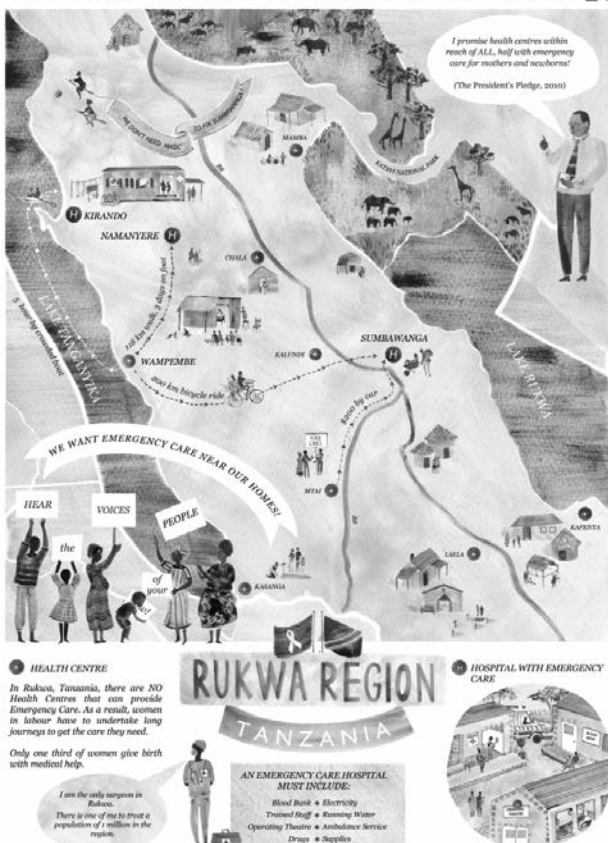 I promise health centres within
reach of ALL, half with emergency
care for mothers and newborns!
(The President's Pledge, 2010)
WE DON'T NEED MAGIC
TO FIX SUMBAWANGA!
MAMBA
KATAVI NATIONAL PARK
KIRANDO
NAMANYERE
CHALA
5 hour by crowded boat
LAKE TANGANYIKA
118 km walk, 3 days on foot
WAMPEMBE
KALUNDI
SUMBAWANGA
LAKE RUKWA
200 km bicycle ride
$200 by car
WE WANT EMERGENCY CARE NEAR OUR HOMES!
HEAR
the
VOICES
of
your
PEOPLE
MTAI
LAELA
KASANGA
HEALTH CENTRE
In Rukwa, Tanzania, there are NO
Health Centres that can provide
Emergency Care. As a result, women
in labour have to undertake long
journeys to get the care they need.
Only one third of women give birth
with medical help.
I am the only surgeon in
Rukwa.
There is one of me to treat a
population of 1 million in the
region.
RUKWA REGION
TANZANIA
AN EMERGENCY CARE HOSPITAL
MUST INCLUDE:
Blood Bank Electricity
Trained Staff Running Water
Operating Theatre Ambulance Service
Drugs Supplies
H HOSPITAL WITH EMERGENCY
CARE